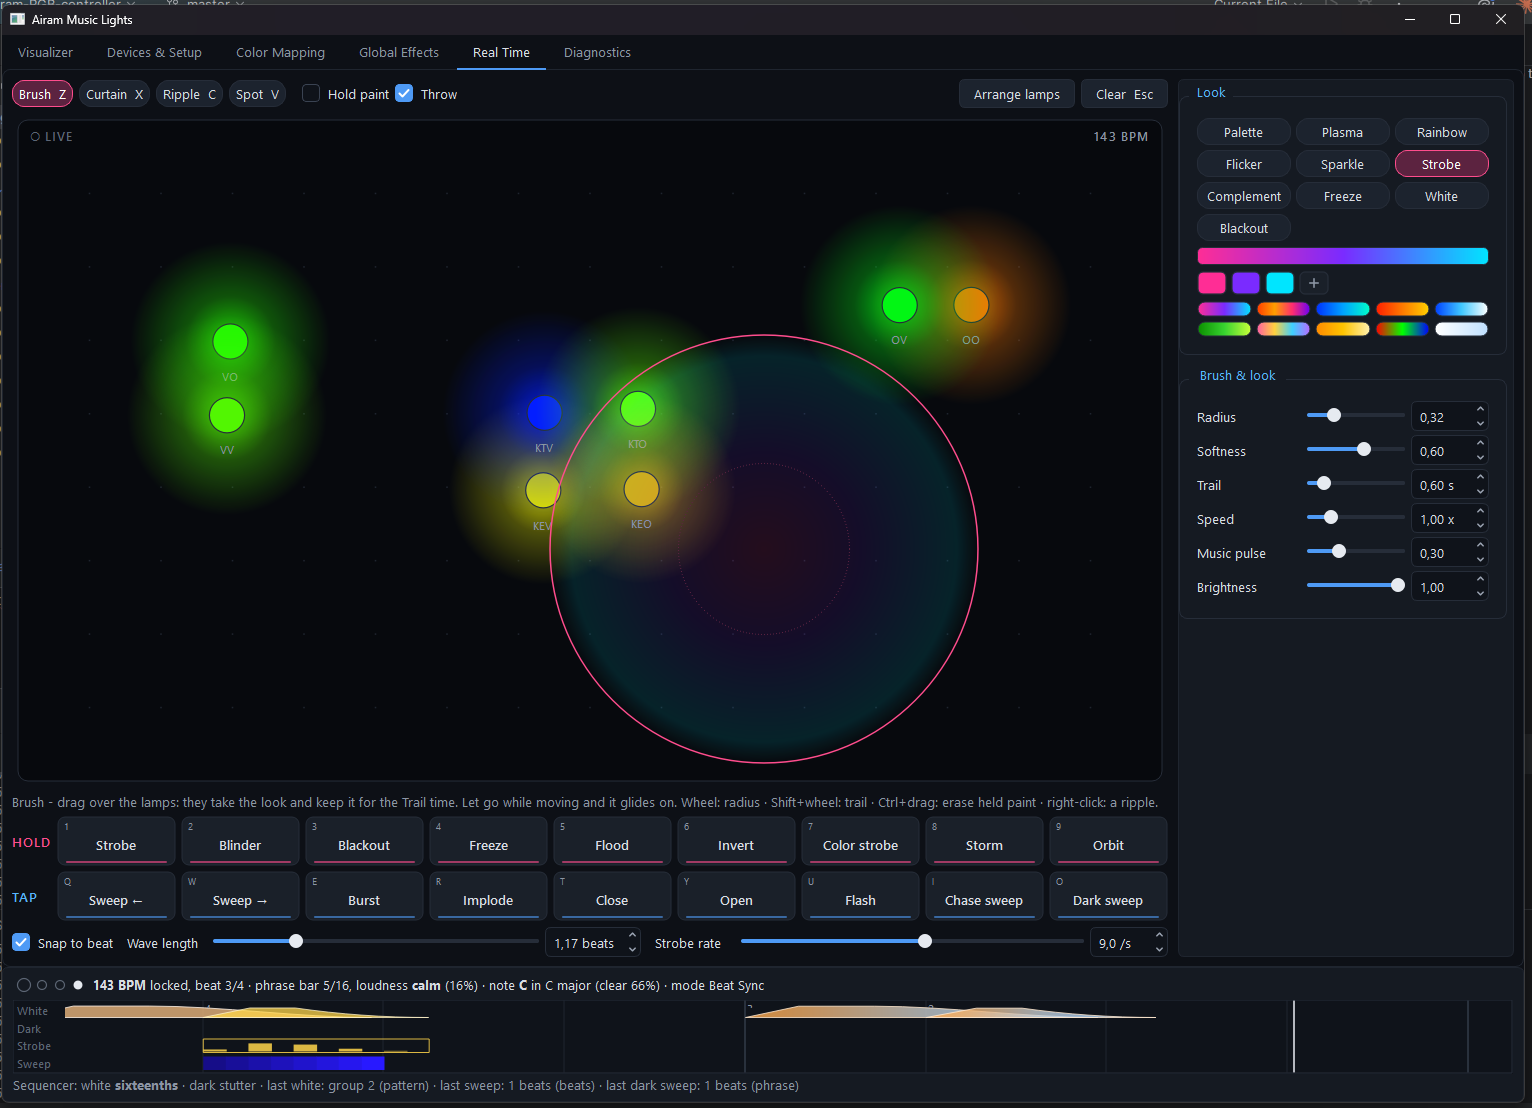 Airam Music Lights
Visualizer Devices & Setup Color Mapping Global Effects Real Time Diagnostics
Brush Z Curtain X Ripple C Spot V Hold paint Throw Arrange lamps Clear Esc
LIVE 143 BPM
VO
VV
KTV
KTO
KEV
KEO
OV
OO
Look
Palette Plasma Rainbow
Flicker Sparkle Strobe
Complement Freeze White
Blackout
+
Brush & look
Radius 0,32
Softness 0,60
Trail 0,60 s
Speed 1,00 x
Music pulse 0,30
Brightness 1,00
Brush - drag over the lamps: they take the look and keep it for the Trail time. Let go while moving and it glides on. Wheel: radius · Shift+wheel: trail · Ctrl+drag: erase held paint · right-click: a ripple.
HOLD 1 Strobe 2 Blinder 3 Blackout 4 Freeze 5 Flood 6 Invert 7 Color strobe 8 Storm 9 Orbit
TAP Q Sweep ← W Sweep → E Burst R Implode T Close Y Open U Flash I Chase sweep O Dark sweep
Snap to beat Wave length 1,17 beats Strobe rate 9,0 /s
143 BPM locked, beat 3/4 · phrase bar 5/16, loudness calm (16%) · note C in C major (clear 66%) · mode Beat Sync
White
Dark
Strobe
Sweep
Sequencer: white sixteenths · dark stutter · last white: group 2 (pattern) · last sweep: 1 beats (beats) · last dark sweep: 1 beats (phrase)